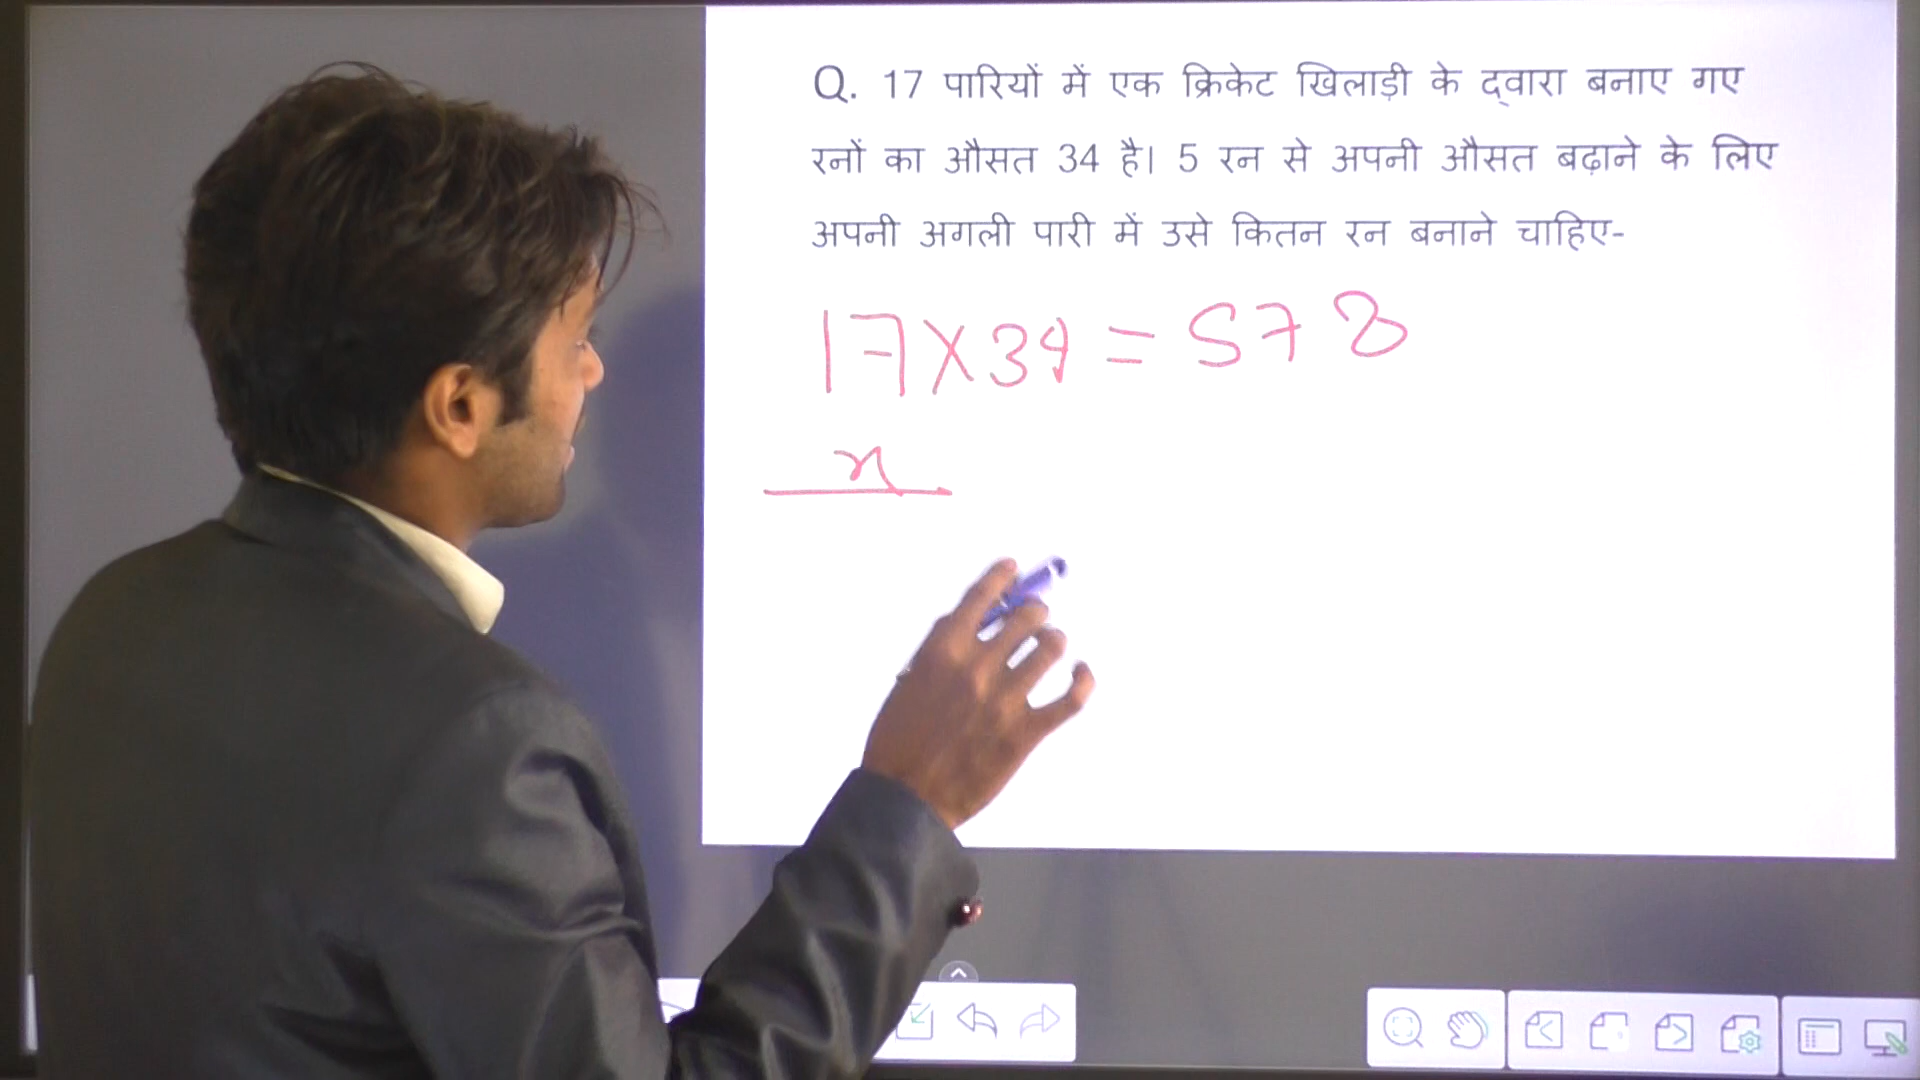 Q. 17 पारियों में एक क्रिकेट खिलाड़ी के द्वारा बनाए गए
रनों का औसत 34 है। 5 रन से अपनी औसत बढ़ाने के लिए
अपनी अगली पारी में उसे कितन रन बनाने चाहिए-
17×34 = 578
x